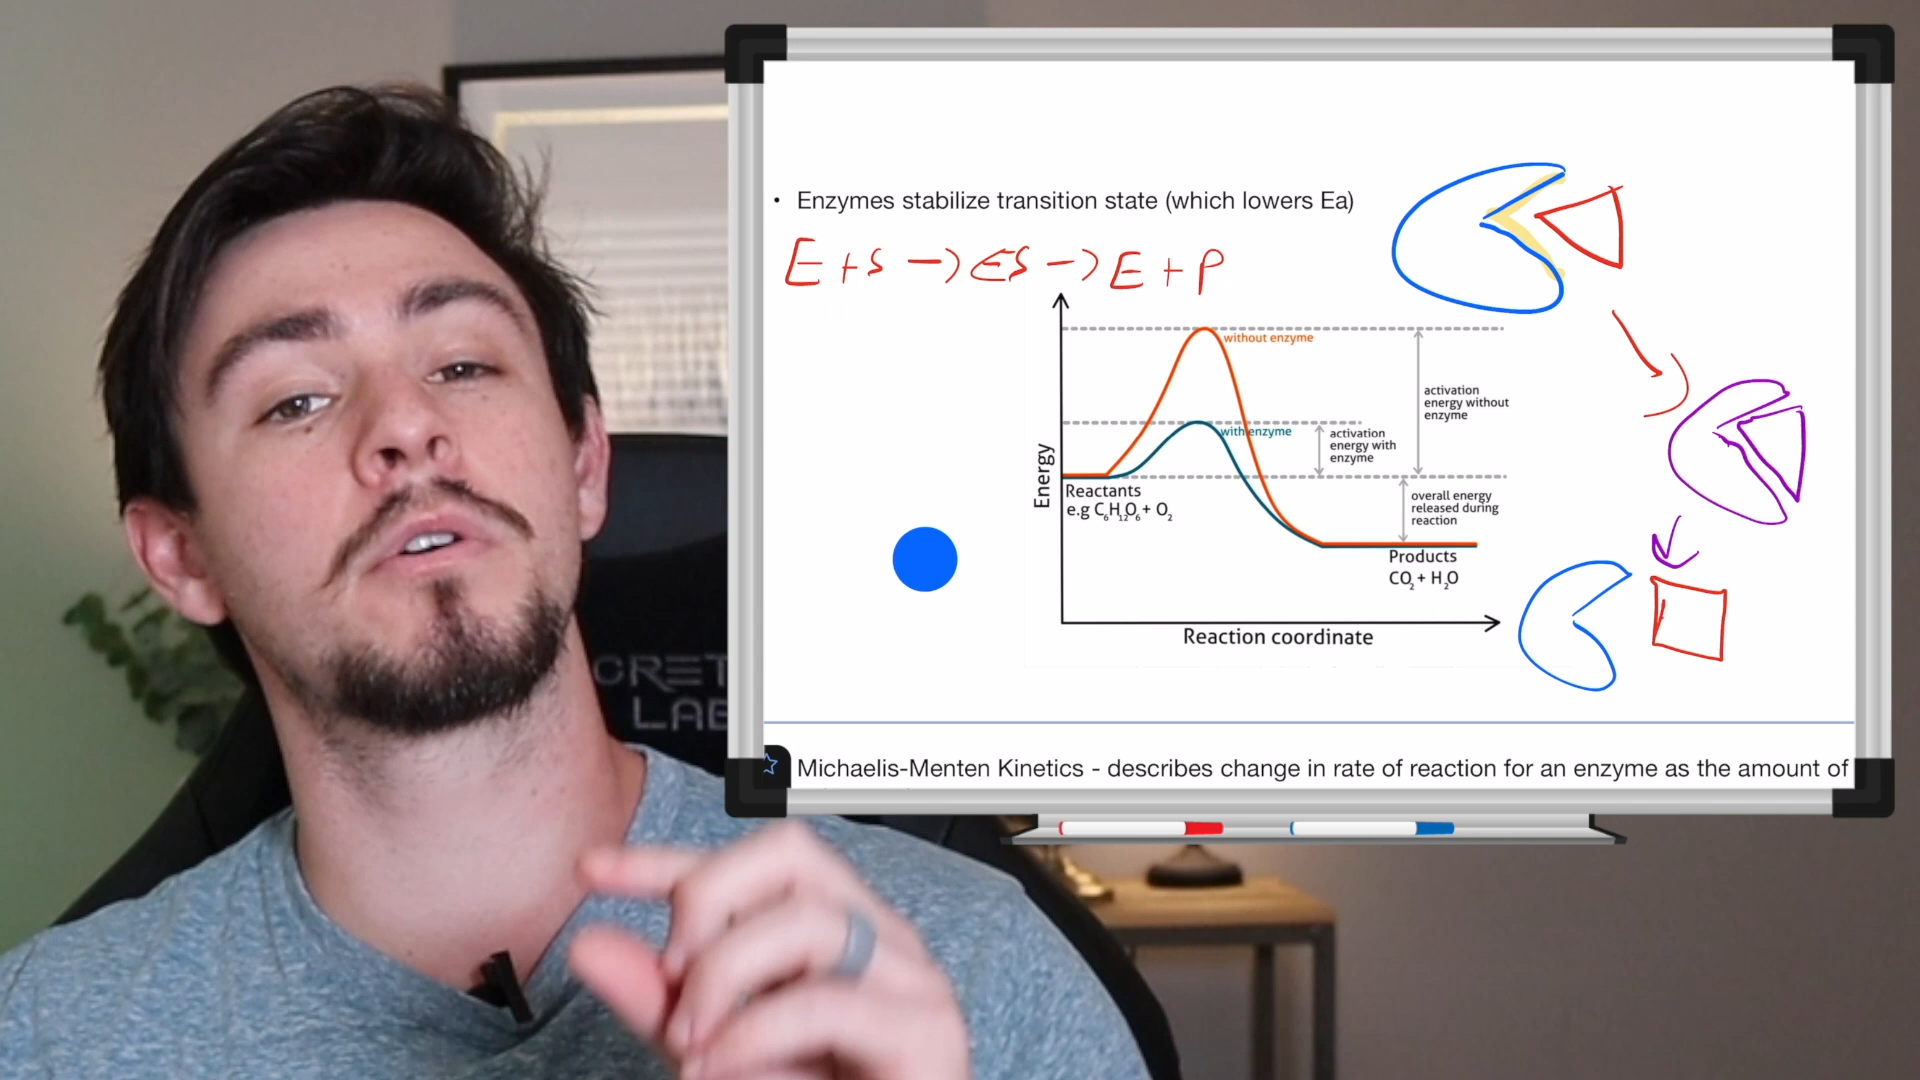 • Enzymes stabilize transition state (which lowers Ea)
E + S → ES → E + P
without enzyme
activation
energy without
enzyme
with enzyme
activation
energy with
enzyme
Energy
Reactants
e.g C₆H₁₂O₆ + O₂
overall energy
released during
reaction
Products
CO₂ + H₂O
Reaction coordinate
Michaelis-Menten Kinetics - describes change in rate of reaction for an enzyme as the amount of
CRET
LAB